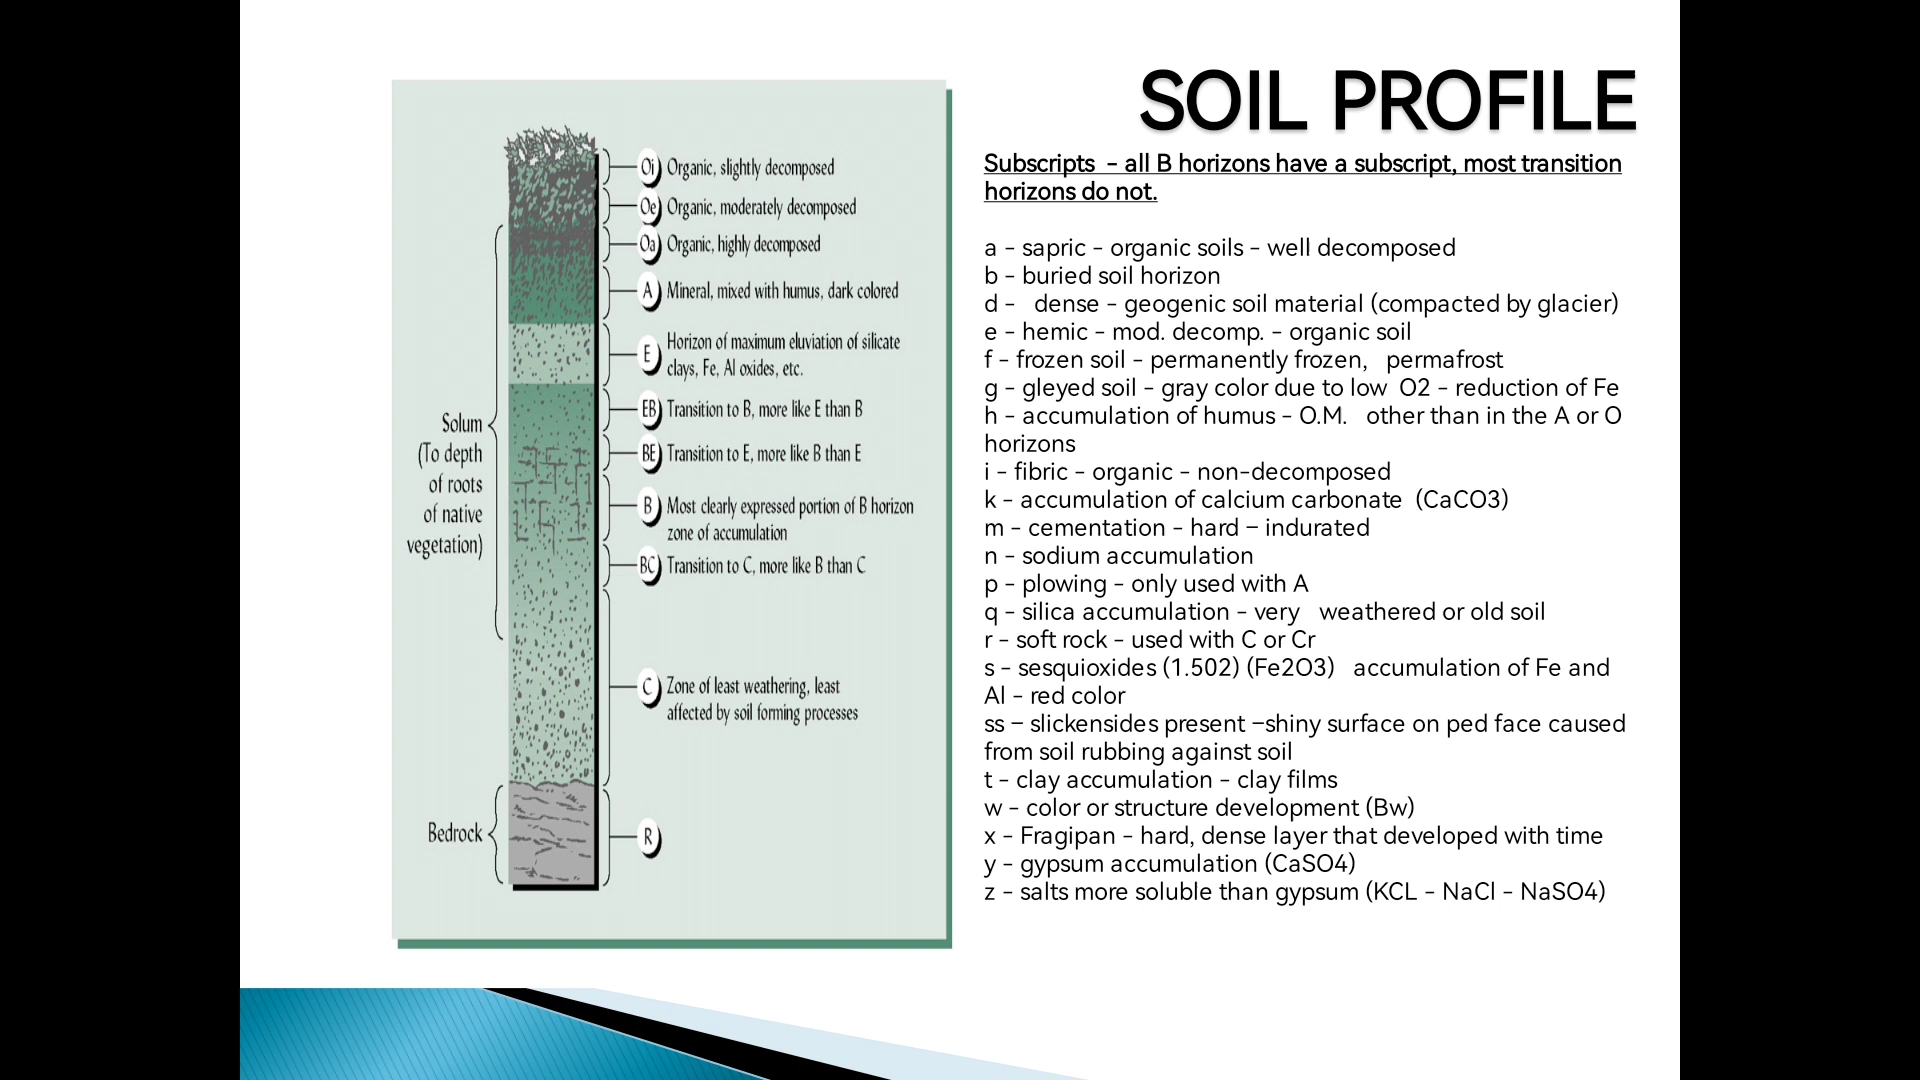 SOIL PROFILE
Subscripts - all B horizons have a subscript, most transition
horizons do not.
a - sapric - organic soils - well decomposed
b - buried soil horizon
d - dense - geogenic soil material (compacted by glacier)
e - hemic - mod. decomp. - organic soil
f - frozen soil - permanently frozen, permafrost
g - gleyed soil - gray color due to low O2 - reduction of Fe
h - accumulation of humus - O.M. other than in the A or O
horizons
i - fibric - organic - non-decomposed
k - accumulation of calcium carbonate (CaCO3)
m - cementation - hard – indurated
n - sodium accumulation
p - plowing - only used with A
q - silica accumulation - very weathered or old soil
r - soft rock - used with C or Cr
s - sesquioxides (1.502) (Fe2O3) accumulation of Fe and
Al - red color
ss – slickensides present –shiny surface on ped face caused
from soil rubbing against soil
t - clay accumulation - clay films
w - color or structure development (Bw)
x - Fragipan - hard, dense layer that developed with time
y - gypsum accumulation (CaSO4)
z - salts more soluble than gypsum (KCL - NaCl - NaSO4)
Oi Organic, slightly decomposed
Oe Organic, moderately decomposed
Oa Organic, highly decomposed
A Mineral, mixed with humus, dark colored
E Horizon of maximum eluviation of silicate
clays, Fe, Al oxides, etc.
EB Transition to B, more like E than B
BE Transition to E, more like B than E
B Most clearly expressed portion of B horizon
zone of accumulation
BC Transition to C, more like B than C
C Zone of least weathering, least
affected by soil forming processes
R
Solum
(To depth
of roots
of native
vegetation)
Bedrock